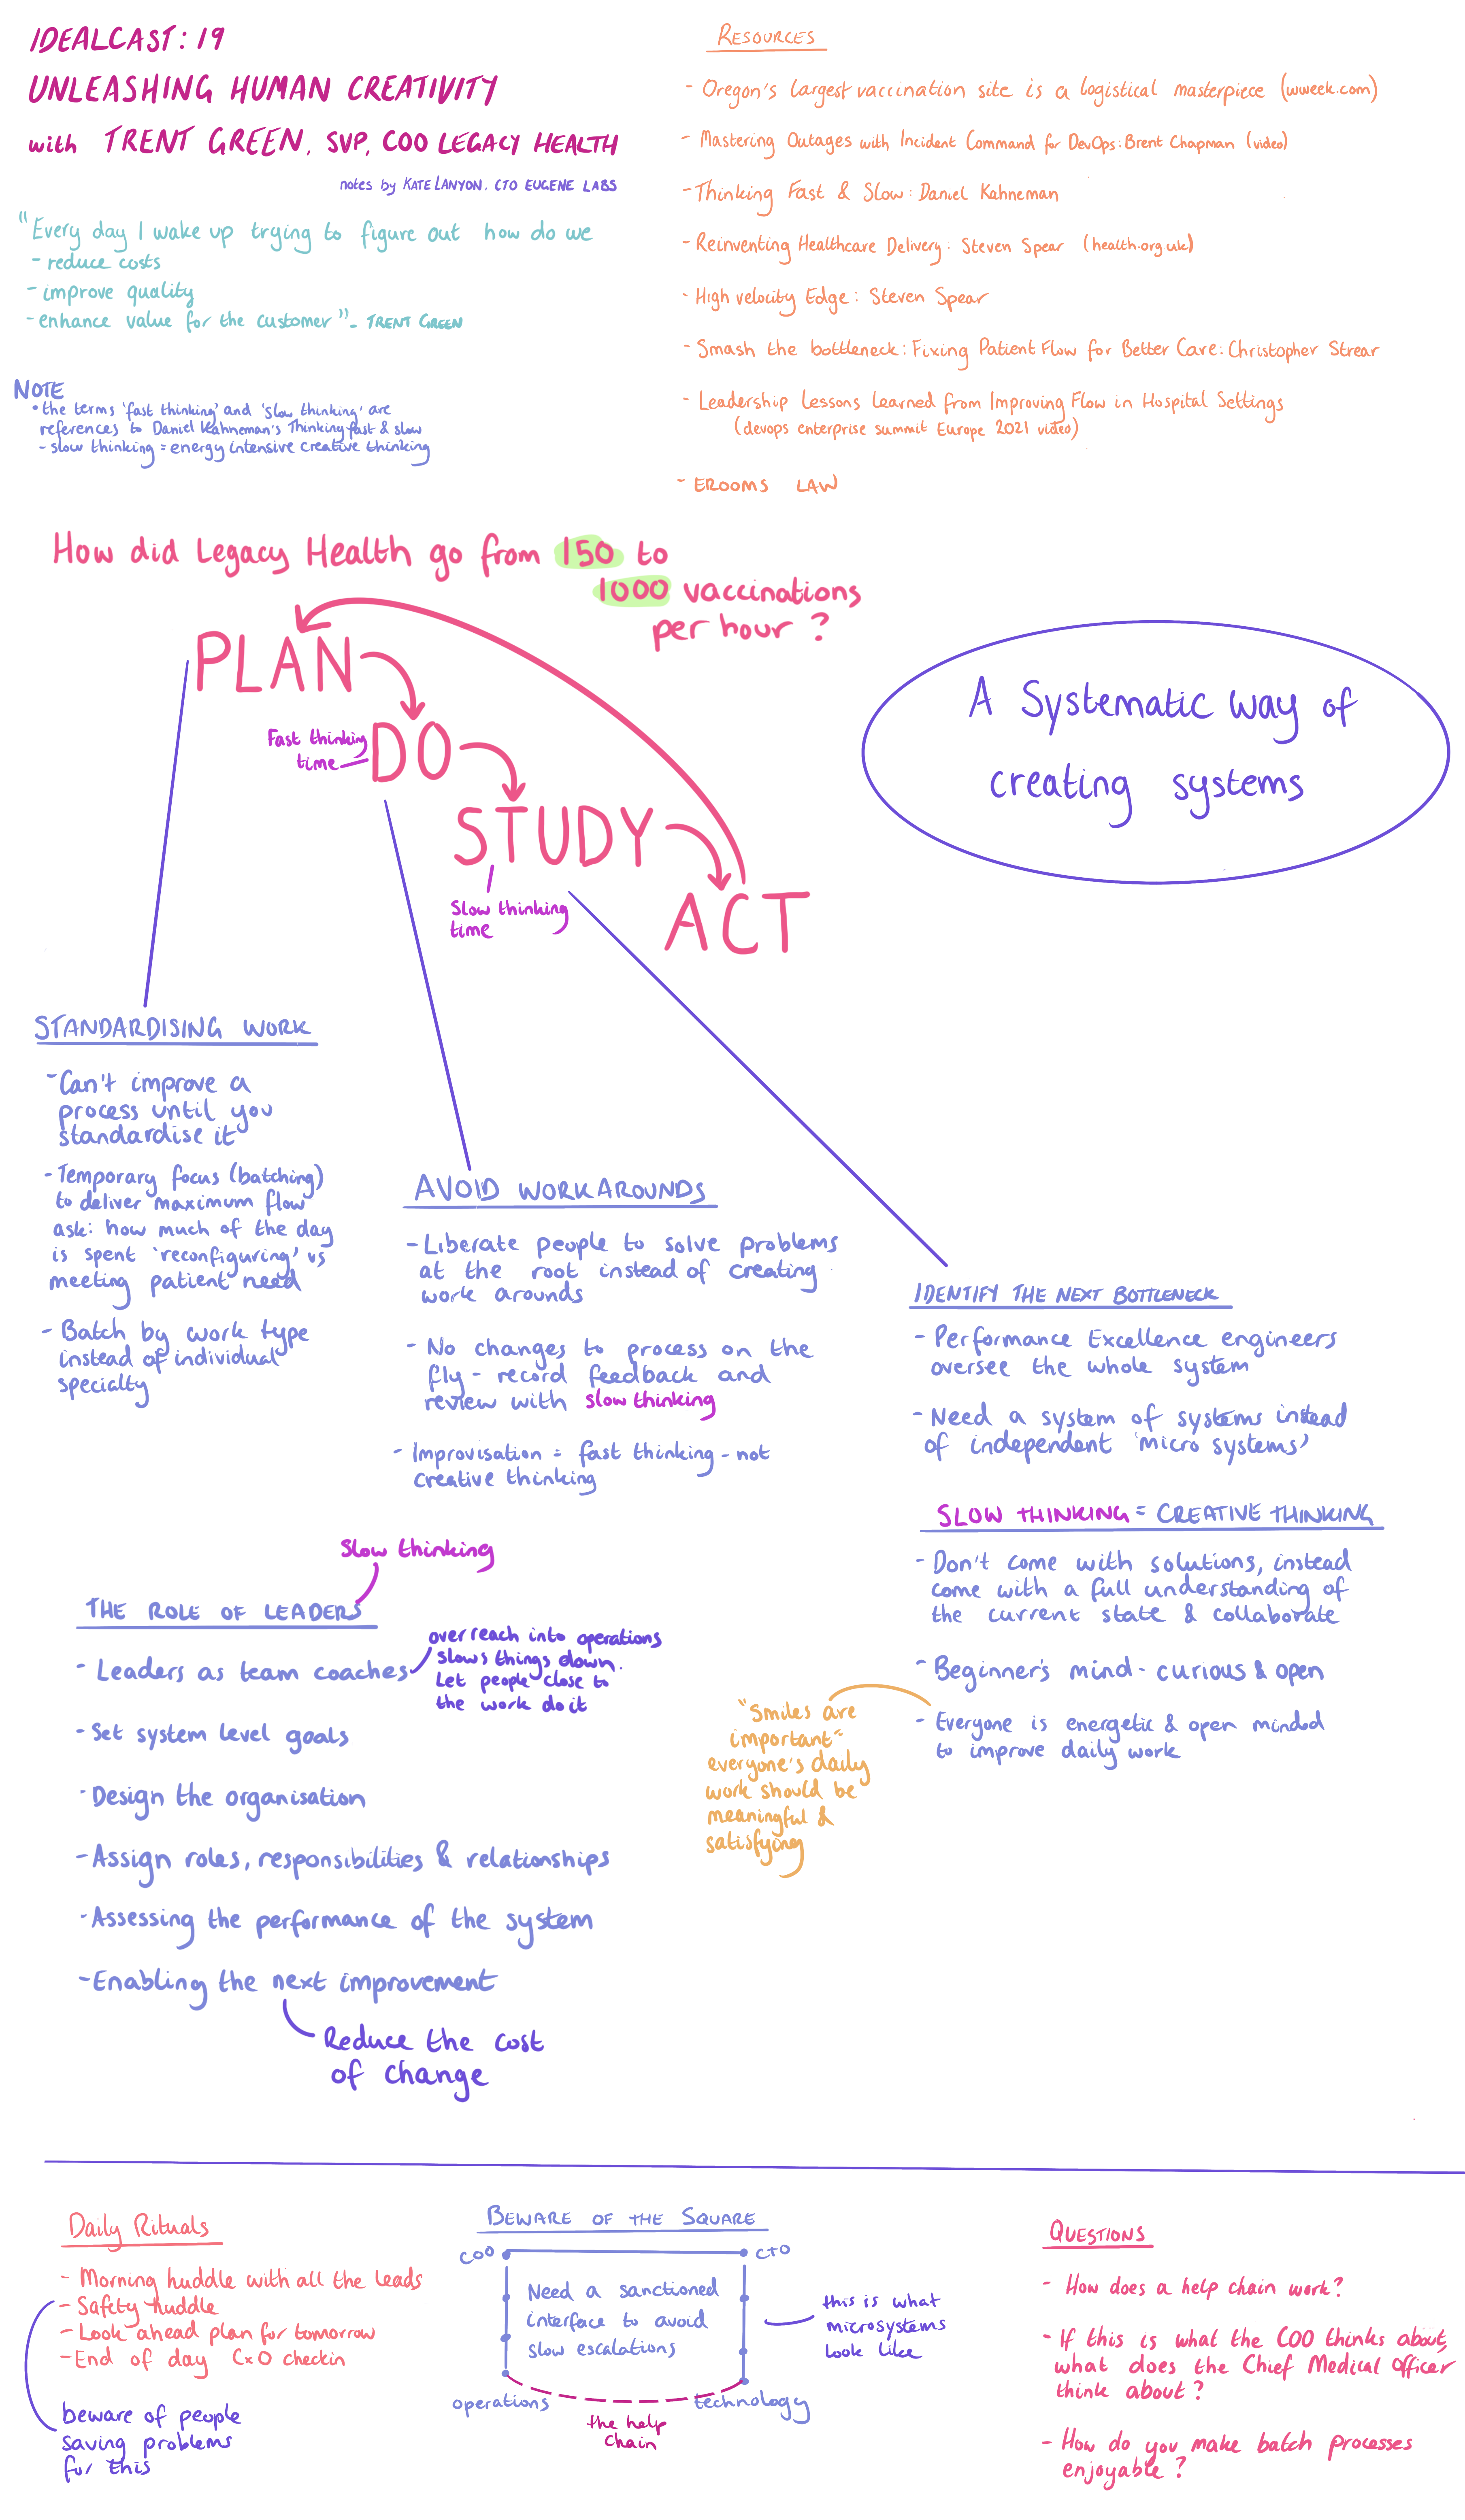 IDEALCAST: 19
UNLEASHING HUMAN CREATIVITY
with TRENT GREEN, SVP, COO LEGACY HEALTH
notes by KATE LANYON, CTO EUGENE LABS
"Every day I wake up trying to figure out how do we
- reduce costs
- improve quality
- enhance value for the customer" - TRENT GREEN
NOTE
• the terms 'fast thinking' and 'slow thinking' are
references to Daniel Kahneman's Thinking fast & slow
- slow thinking = energy intensive creative thinking
RESOURCES
- Oregon's largest vaccination site is a logistical masterpiece (wweek.com)
- Mastering Outages with Incident Command for DevOps: Brent Chapman (video)
- Thinking Fast & Slow: Daniel Kahneman
- Reinventing Healthcare Delivery: Steven Spear (health.org.uk)
- High velocity Edge: Steven Spear
- Smash the bottleneck: Fixing Patient Flow for Better Care: Christopher Strear
- Leadership Lessons Learned from Improving Flow in Hospital Settings
(devops enterprise summit Europe 2021 video)
- EROOMS LAW
How did Legacy Health go from 150 to
1000 vaccinations
per hour?
PLAN
Fast thinking
time
DO
STUDY
Slow thinking
time
ACT
A Systematic way of
creating systems
STANDARDISING WORK
- Can't improve a
process until you
standardise it
- Temporary focus (batching)
to deliver maximum flow
ask: how much of the day
is spent 'reconfiguring' vs
meeting patient need
- Batch by work type
instead of individual
specialty
AVOID WORKAROUNDS
- Liberate people to solve problems
at the root instead of creating
work arounds
- No changes to process on the
fly - record feedback and
review with slow thinking
- Improvisation = fast thinking - not
creative thinking
IDENTIFY THE NEXT BOTTLENECK
- Performance Excellence engineers
oversee the whole system
- Need a system of systems instead
of independent 'micro systems'
SLOW THINKING = CREATIVE THINKING
- Don't come with solutions, instead
come with a full understanding of
the current state & collaborate
- Beginner's mind - curious & open
- Everyone is energetic & open minded
to improve daily work
"Smiles are
important"
everyone's daily
work should be
meaningful &
satisfying
Slow thinking
THE ROLE OF LEADERS
- Leaders as team coaches
over reach into operations
slows things down.
Let people close to
the work do it
- Set system level goals
- Design the organisation
- Assign roles, responsibilities & relationships
- Assessing the performance of the system
- Enabling the next improvement
Reduce the cost
of change
Daily Rituals
- Morning huddle with all the leads
- Safety huddle
- Look ahead plan for tomorrow
- End of day CxO checkin
beware of people
saving problems
for this
BEWARE OF THE SQUARE
COO
CTO
Need a sanctioned
interface to avoid
slow escalations
operations
technology
the help
chain
this is what
microsystems
look like
QUESTIONS
- How does a help chain work?
- If this is what the COO thinks about,
what does the Chief Medical Officer
think about?
- How do you make batch processes
enjoyable?